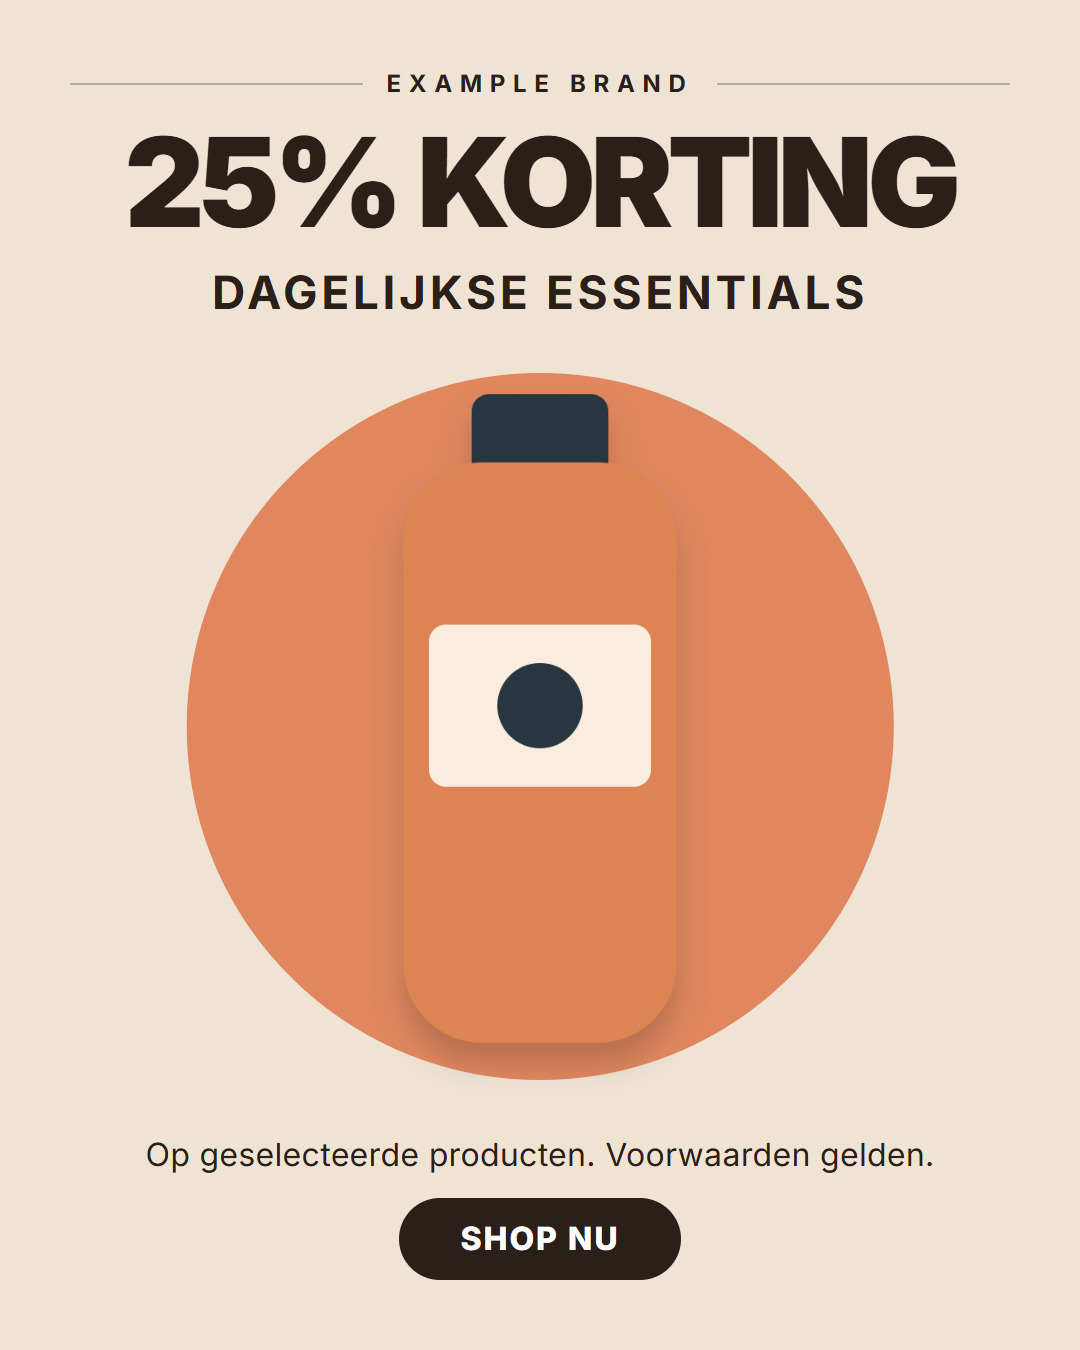 EXAMPLE BRAND
25% KORTING
DAGELIJKSE ESSENTIALS
Op geselecteerde producten. Voorwaarden gelden.
SHOP NU